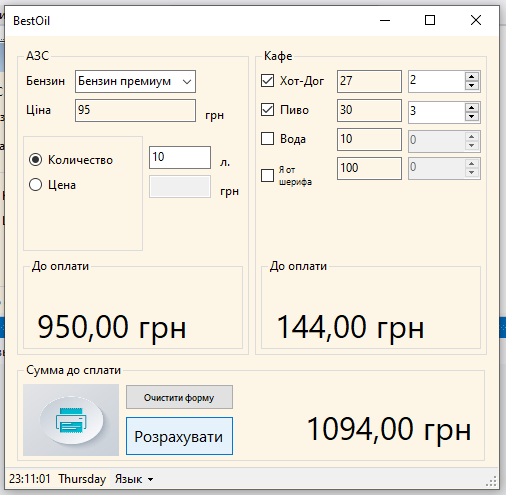 BestOil
АЗС
Бензин Бензин премиум
Ціна 95 грн
Количество 10 л.
Цена грн
До оплати
950,00 грн
Кафе
Хот-Дог 27 2
Пиво 30 3
Вода 10 0
Я от
шерифа 100 0
До оплати
144,00 грн
Сумма до сплати
Очистити форму
Розрахувати
1094,00 грн
23:11:01 Thursday Язык